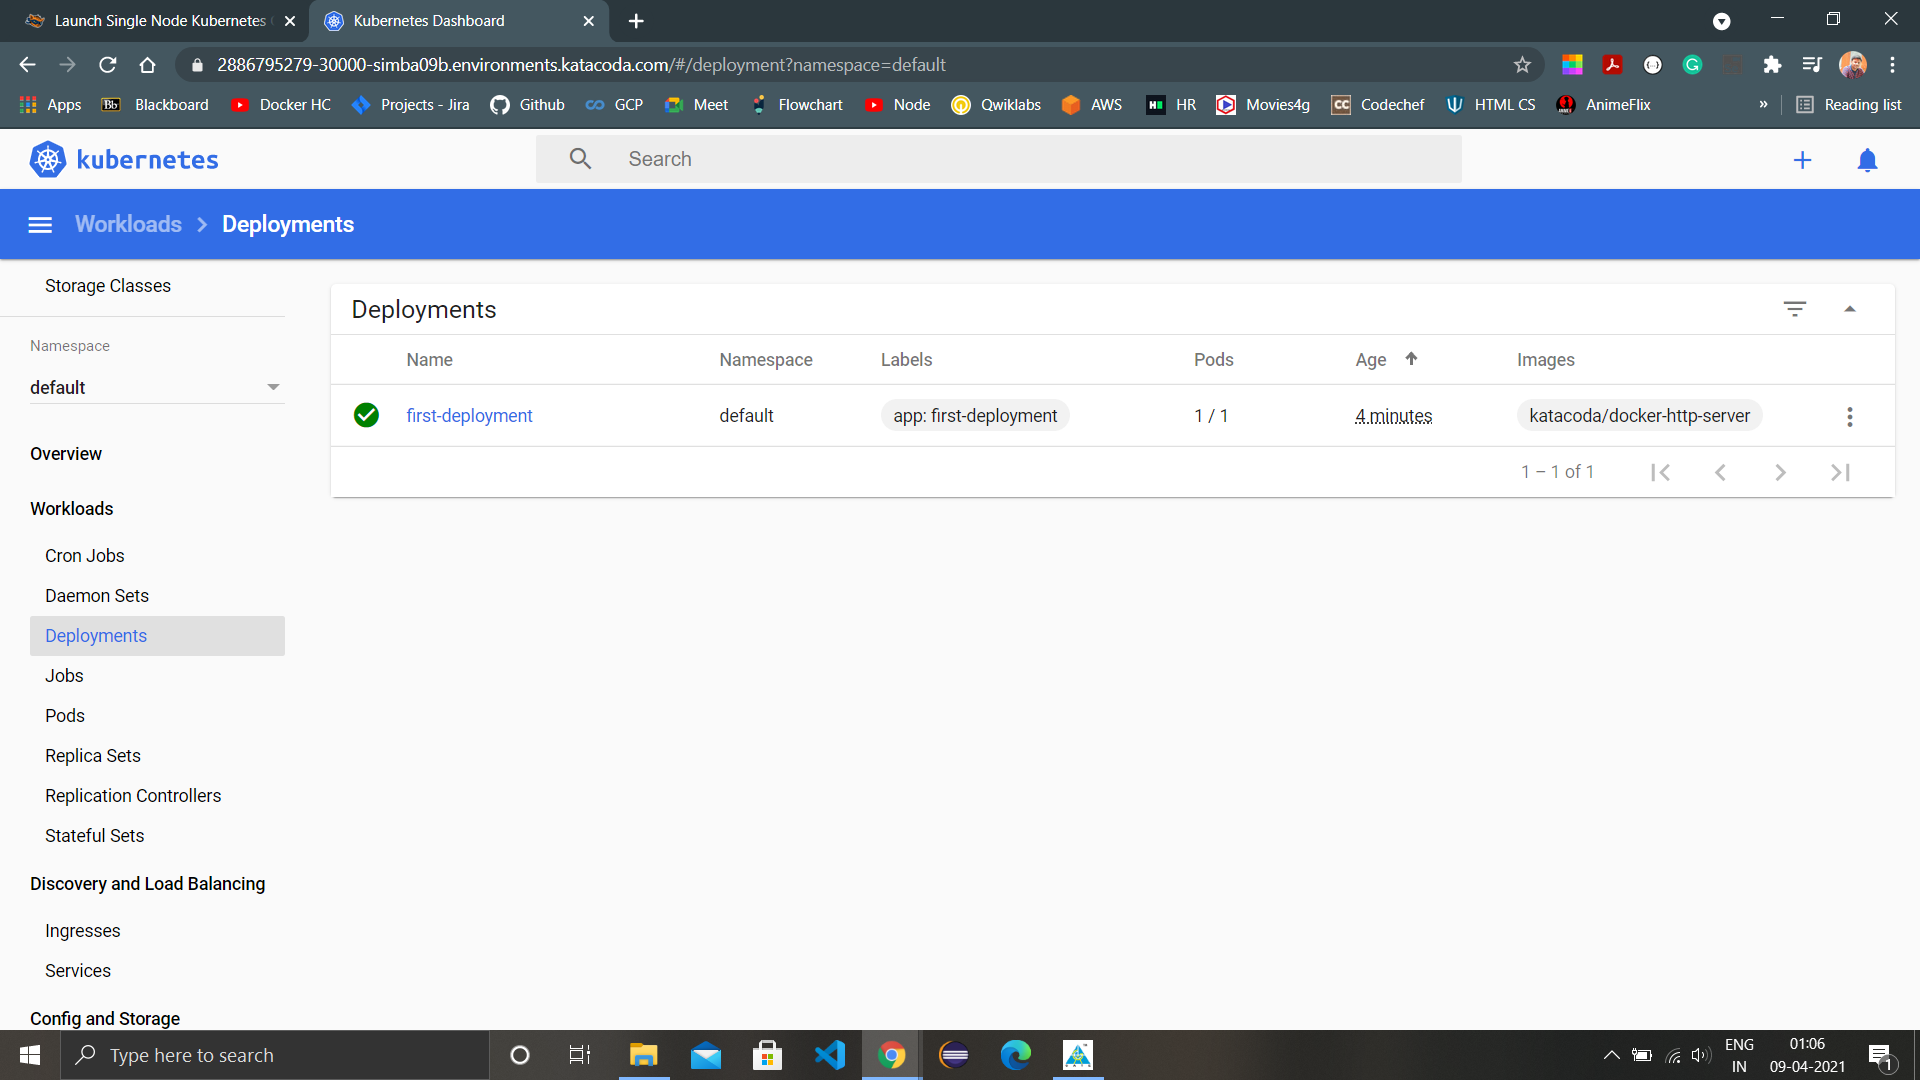 Launch Single Node Kubernetes
Kubernetes Dashboard
2886795279-30000-simba09b.environments.katacoda.com/#/deployment?namespace=default
Apps
Bb Blackboard
Docker HC
Projects - Jira
Github
GCP
Meet
Flowchart
Node
Qwiklabs
AWS
HR
Movies4g
CC Codechef
HTML CS
AnimeFlix
»
Reading list
kubernetes
Search
Workloads > Deployments
Storage Classes
Namespace
default
Overview
Workloads
Cron Jobs
Daemon Sets
Deployments
Jobs
Pods
Replica Sets
Replication Controllers
Stateful Sets
Discovery and Load Balancing
Ingresses
Services
Config and Storage
Deployments
Name Namespace Labels Pods Age Images
first-deployment default app: first-deployment 1 / 1 4 minutes katacoda/docker-http-server
1 – 1 of 1
Type here to search
ENG
IN
01:06
09-04-2021
1